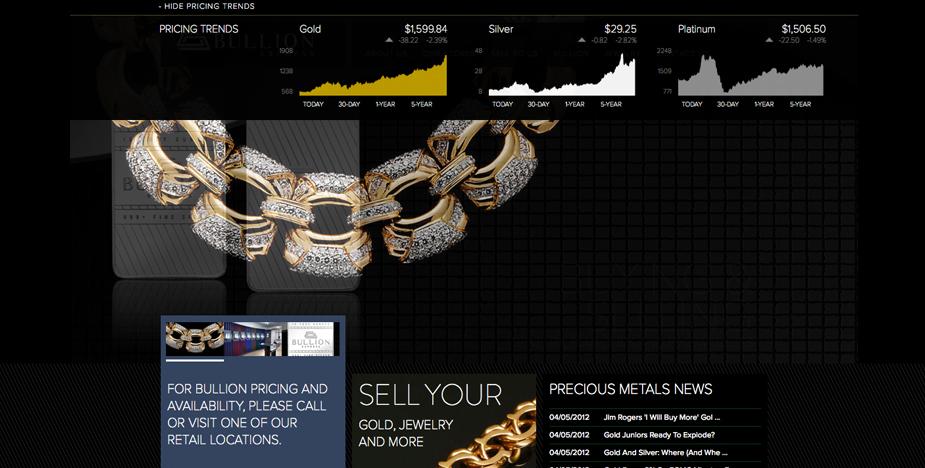 - HIDE PRICING TRENDS
PRICING TRENDS
Gold $1,599.84
-38.22 -2.39%
1908
1238
568
TODAY 30-DAY 1-YEAR 5-YEAR
Silver $29.25
-0.82 -2.82%
48
28
8
TODAY 30-DAY 1-YEAR 5-YEAR
Platinum $1,506.50
-22.50 -1.49%
2248
1509
771
TODAY 30-DAY 1-YEAR 5-YEAR
BULLION
BULLION
FOR BULLION PRICING AND
AVAILABILITY, PLEASE CALL
OR VISIT ONE OF OUR
RETAIL LOCATIONS.
SELL YOUR
GOLD, JEWELRY
AND MORE
PRECIOUS METALS NEWS
04/05/2012 Jim Rogers 'I Will Buy More' Gol ...
04/05/2012 Gold Juniors Ready To Explode?
04/05/2012 Gold And Silver: Where (And Whe ...